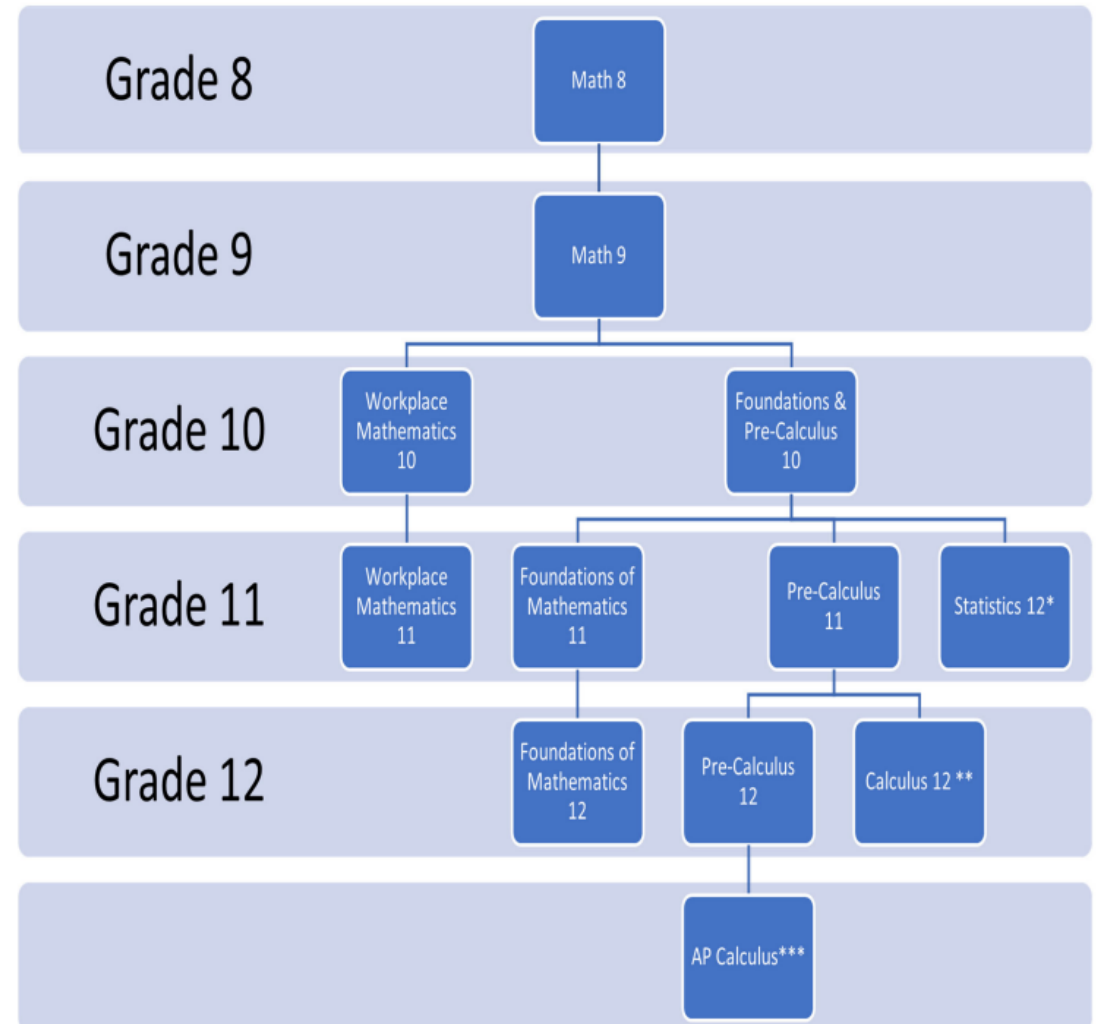 Grade 8
Math 8
Grade 9
Math 9
Grade 10
Workplace
Mathematics
10
Foundations &
Pre-Calculus
10
Grade 11
Workplace
Mathematics
11
Foundations of
Mathematics
11
Pre-Calculus
11
Statistics 12*
Grade 12
Foundations of
Mathematics
12
Pre-Calculus
12
Calculus 12 **
AP Calculus***